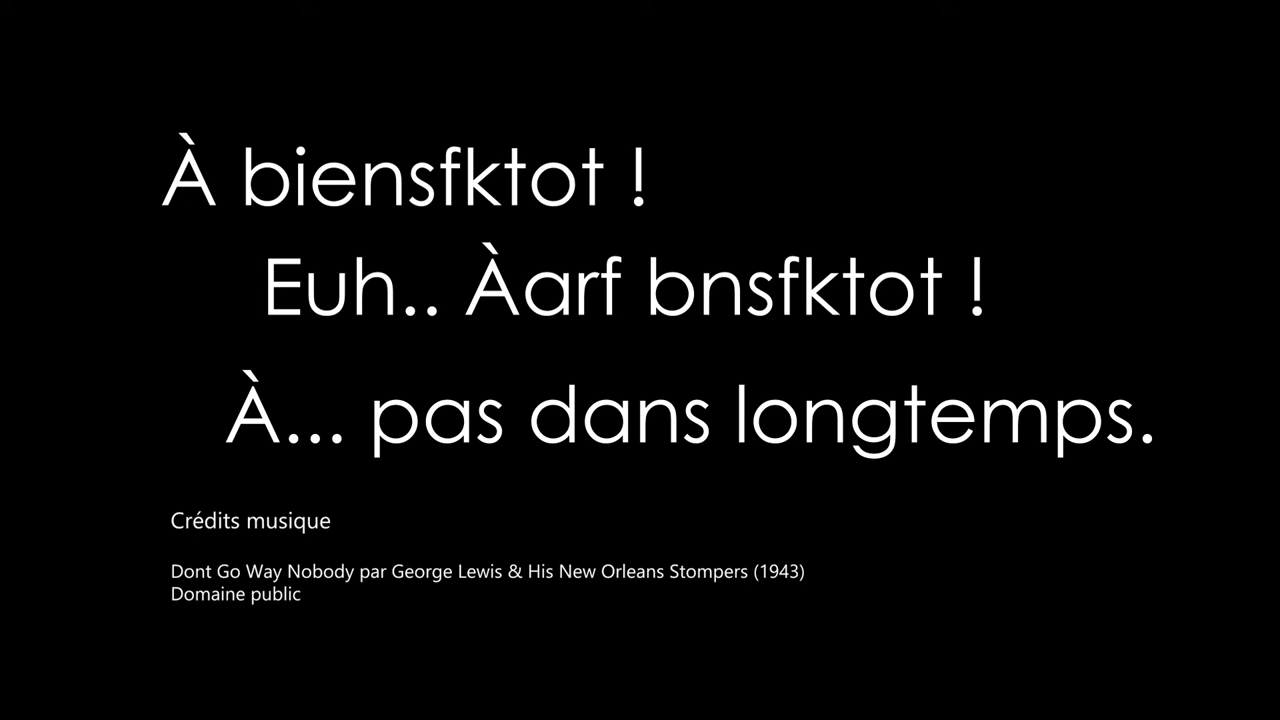 À biensfktot !
Euh.. Àarf bnsfktot !
À... pas dans longtemps.
Crédits musique
Dont Go Way Nobody par George Lewis & His New Orleans Stompers (1943)
Domaine public